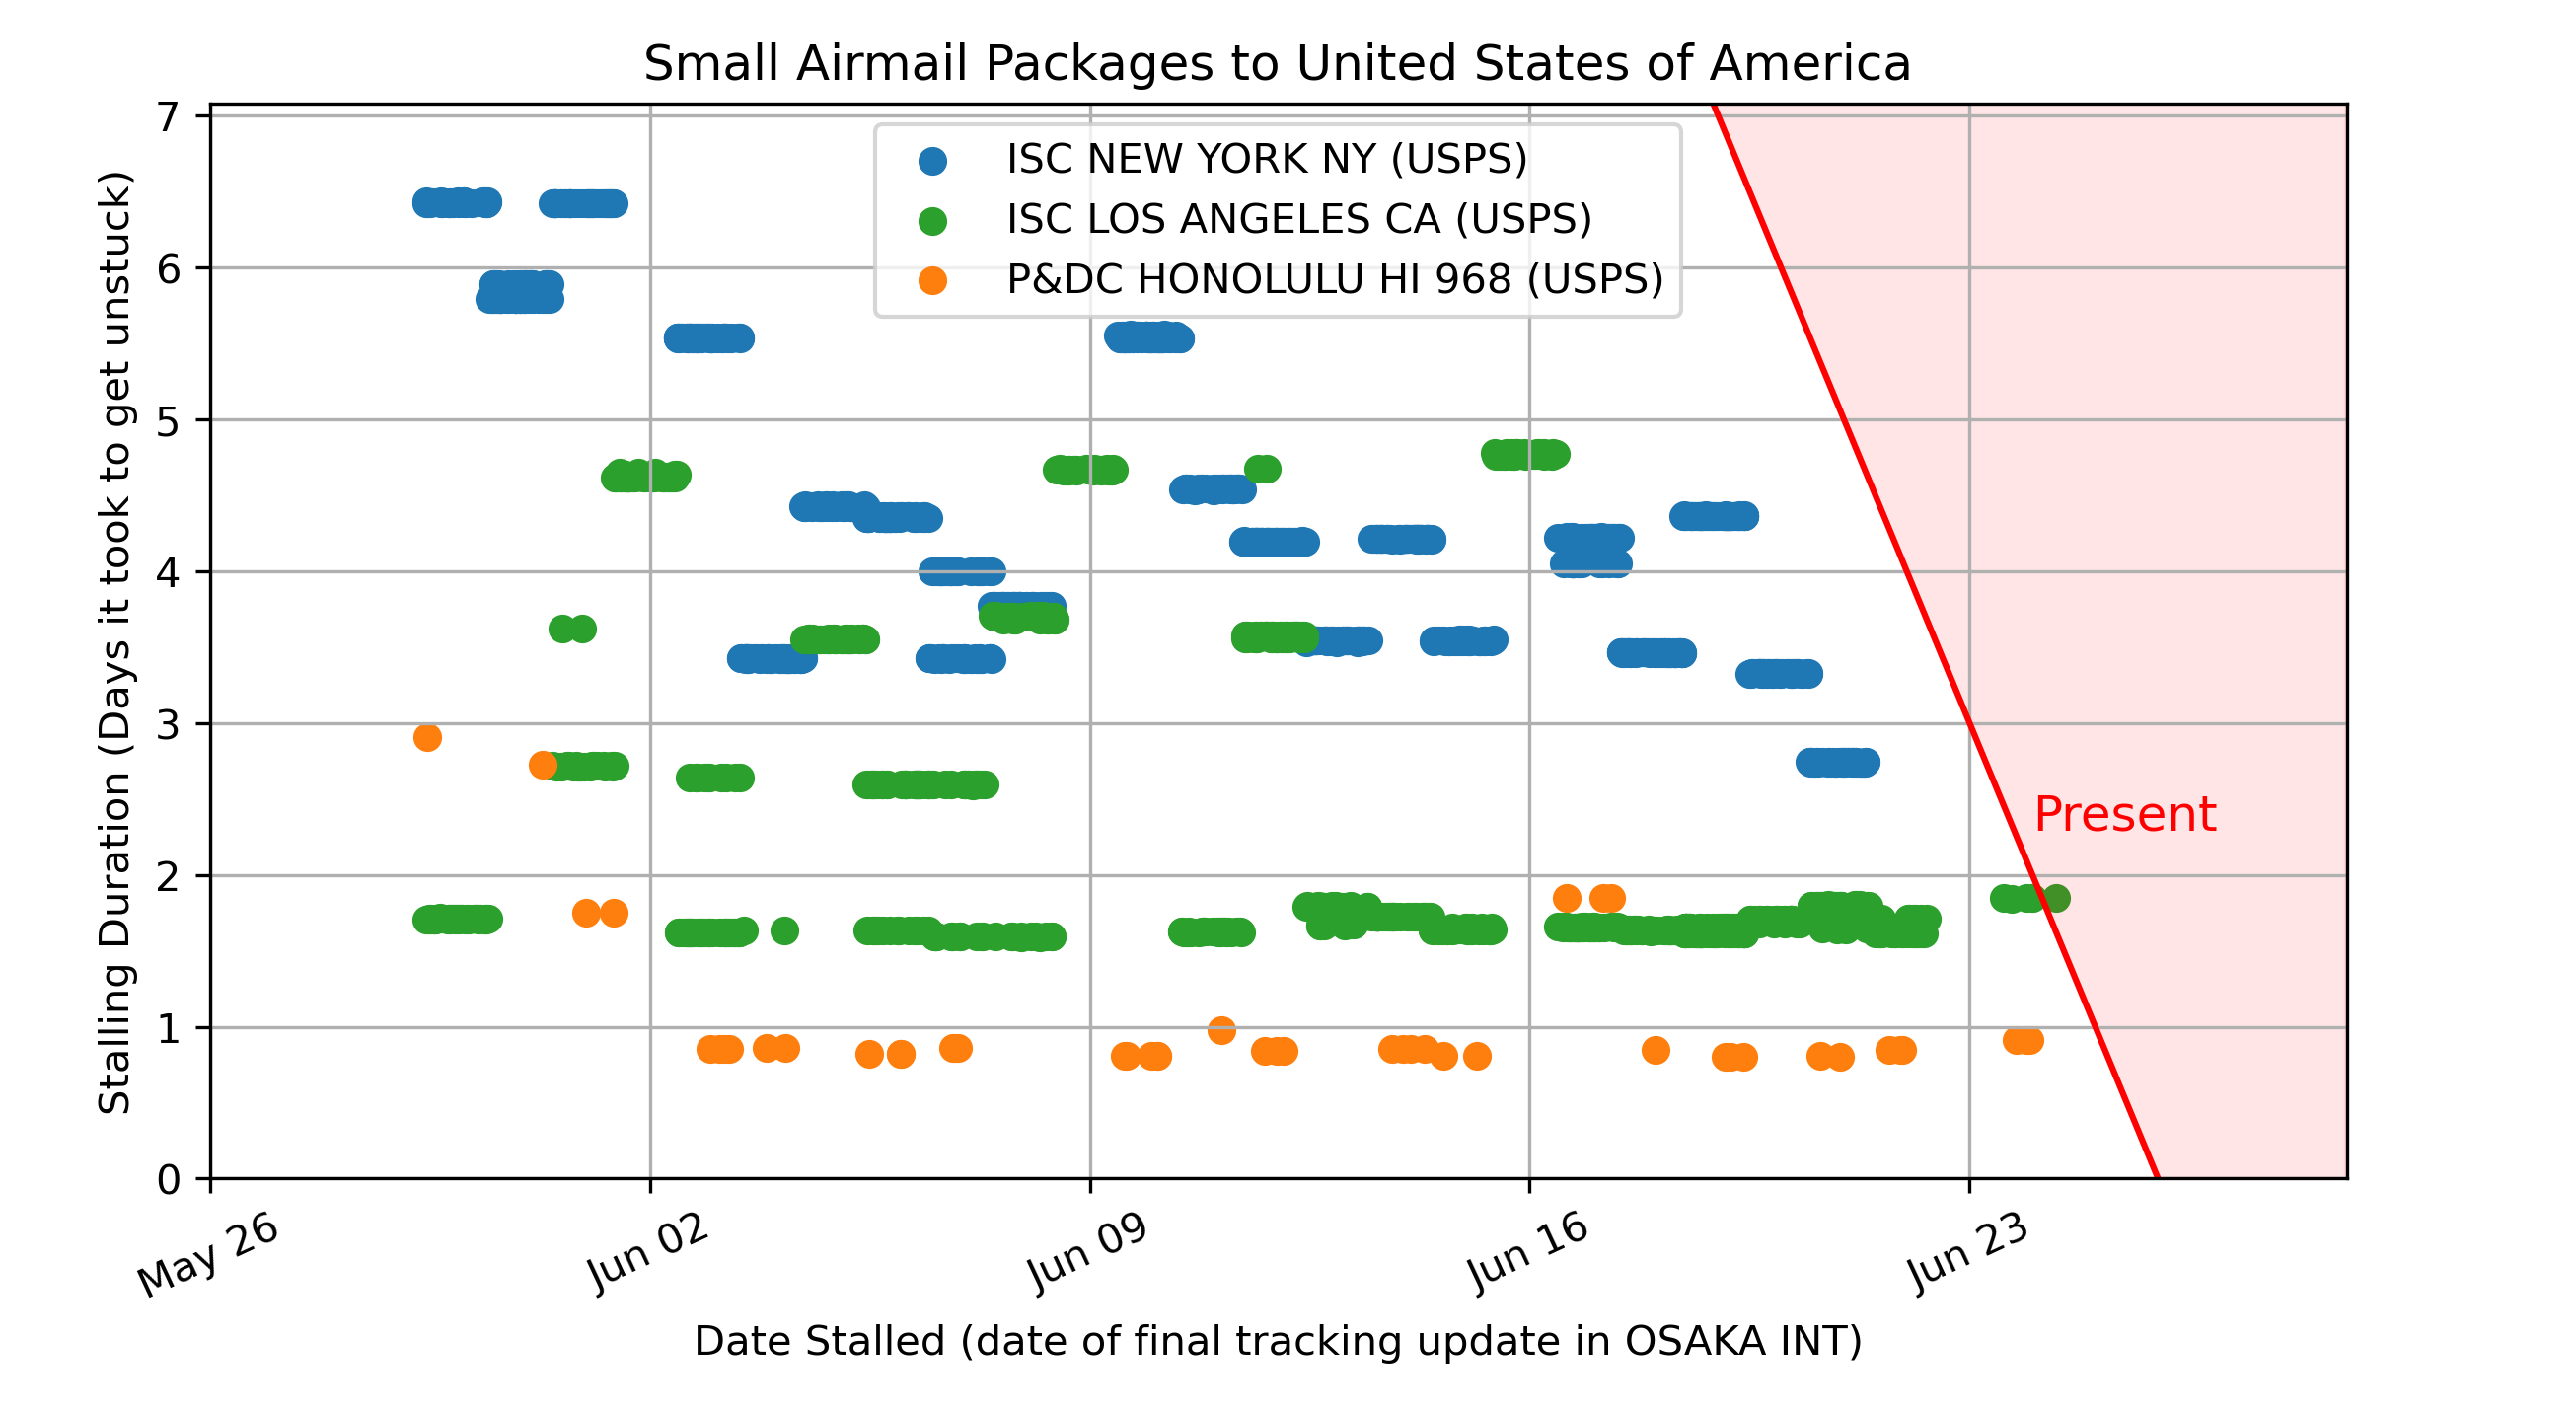 Small Airmail Packages to United States of America
Stalling Duration (Days it took to get unstuck)
7
6
5
4
3
2
1
0
ISC NEW YORK NY (USPS)
ISC LOS ANGELES CA (USPS)
P&DC HONOLULU HI 968 (USPS)
Present
May 26
Jun 02
Jun 09
Jun 16
Jun 23
Date Stalled (date of final tracking update in OSAKA INT)